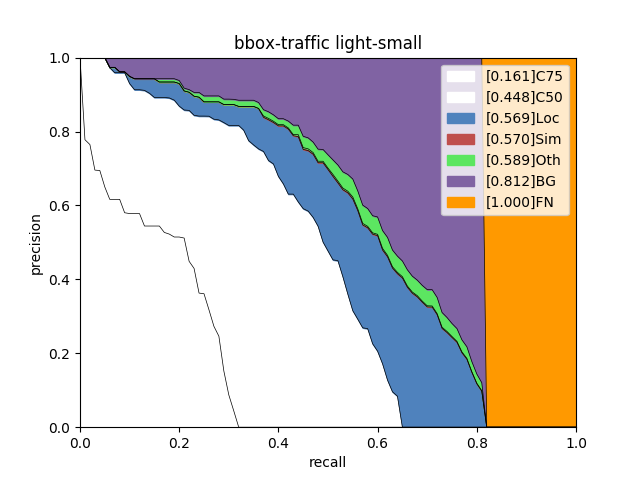 bbox-traffic light-small
1.0
0.8
0.6
0.4
0.2
0.0
precision
[0.161]C75
[0.448]C50
[0.569]Loc
[0.570]Sim
[0.589]Oth
[0.812]BG
[1.000]FN
0.0 0.2 0.4 0.6 0.8 1.0
recall